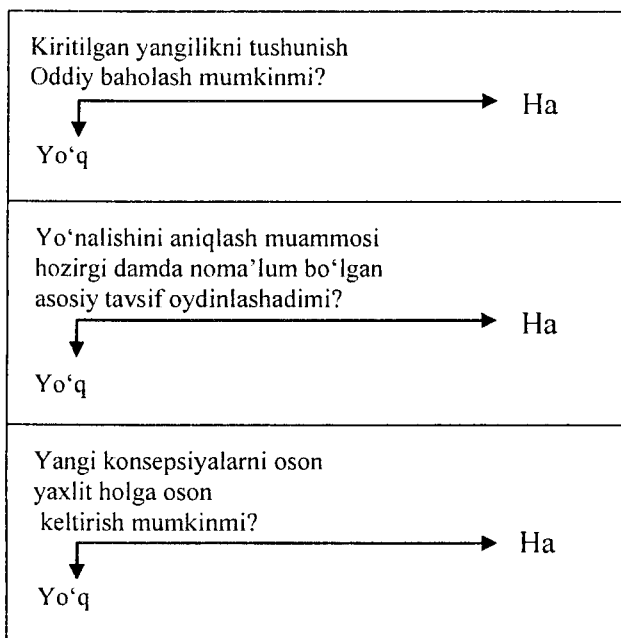 Kiritilgan yangilikni tushunish
Oddiy baholash mumkinmi?
Ha
Yo‘q
Yo‘nalishini aniqlash muammosi
hozirgi damda noma’lum bo‘lgan
asosiy tavsif oydinlashadimi?
Ha
Yo‘q
Yangi konsepsiyalarni oson
yaxlit holga oson
keltirish mumkinmi?
Ha
Yo‘q